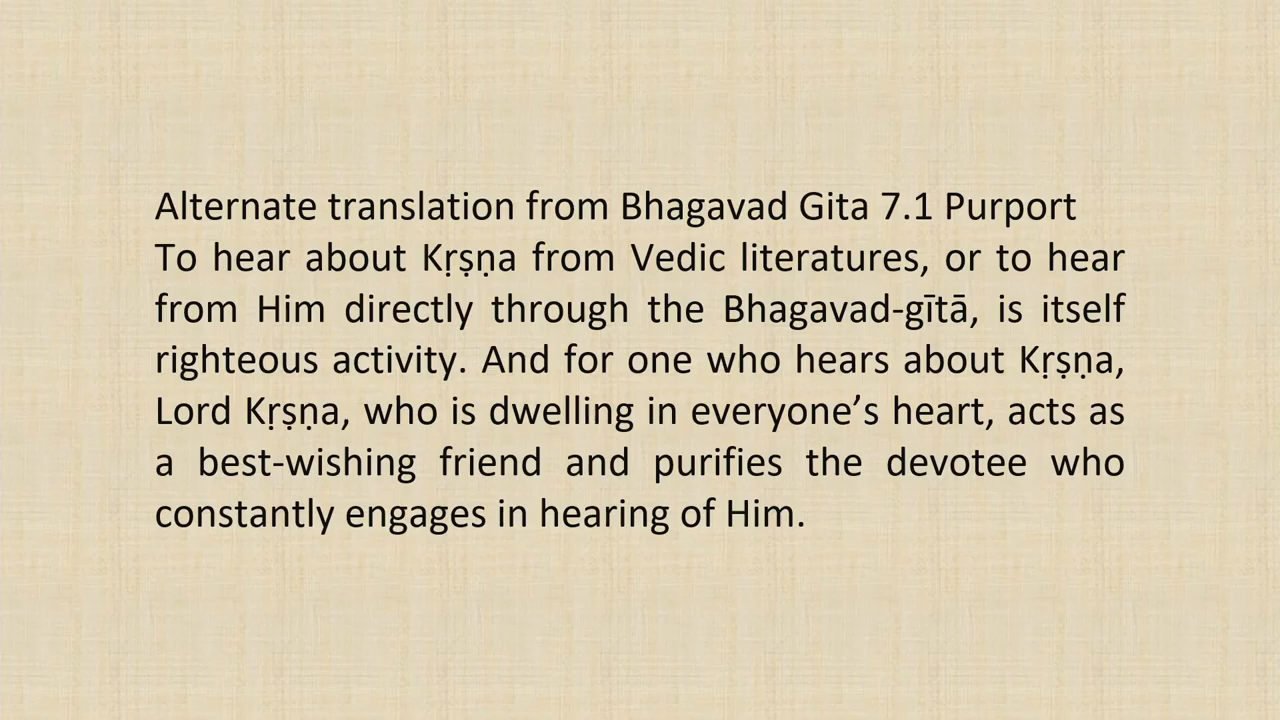 Alternate translation from Bhagavad Gita 7.1 Purport
To hear about Kṛṣṇa from Vedic literatures, or to hear
from Him directly through the Bhagavad-gītā, is itself
righteous activity. And for one who hears about Kṛṣṇa,
Lord Kṛṣṇa, who is dwelling in everyone’s heart, acts as
a best-wishing friend and purifies the devotee who
constantly engages in hearing of Him.